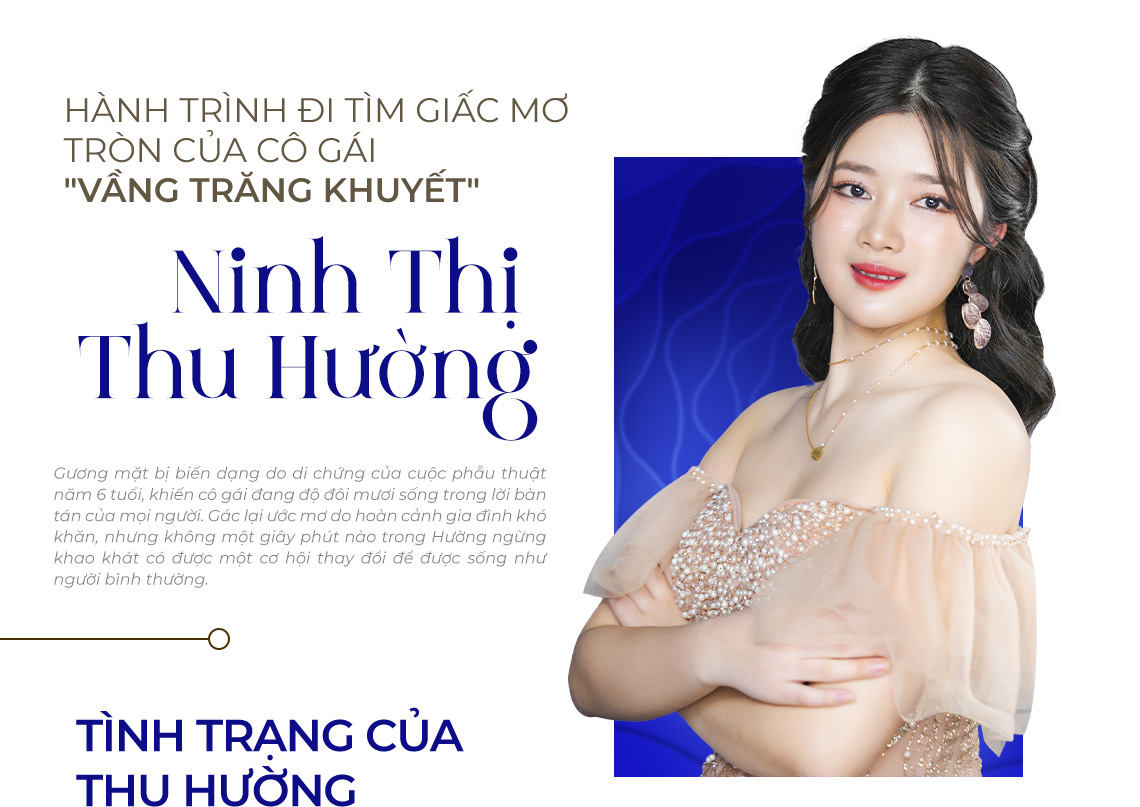 HÀNH TRÌNH ĐI TÌM GIẤC MƠ
TRÒN CỦA CÔ GÁI
"VẦNG TRĂNG KHUYẾT"
Ninh Thị
Thu Hường
Gương mặt bị biến dạng do di chứng của cuộc phẫu thuật
năm 6 tuổi, khiến cô gái đang độ đôi mươi sống trong lời bàn
tán của mọi người. Gác lại ước mơ do hoàn cảnh gia đình khó
khăn, nhưng không một giây phút nào trong Hường ngừng
khao khát có được một cơ hội thay đổi để được sống như
người bình thường.
TÌNH TRẠNG CỦA
THU HƯỜNG